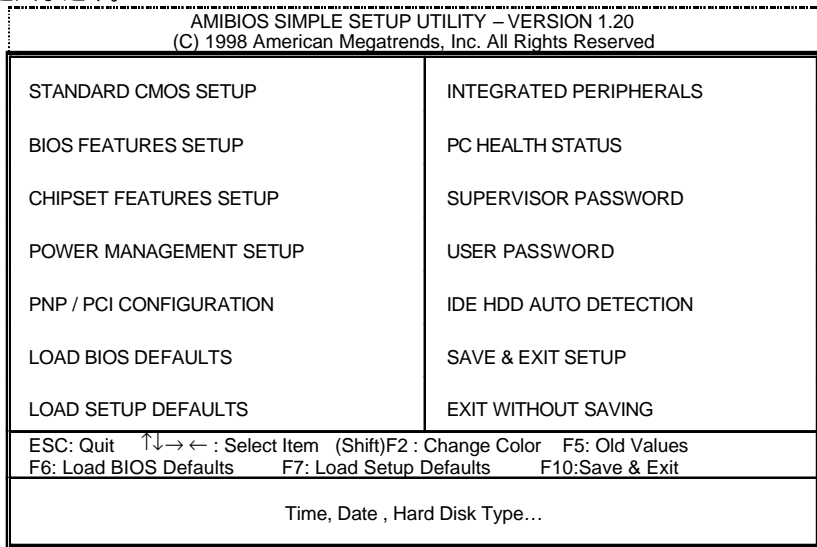 AMIBIOS SIMPLE SETUP UTILITY – VERSION 1.20
(C) 1998 American Megatrends, Inc. All Rights Reserved
STANDARD CMOS SETUP
BIOS FEATURES SETUP
CHIPSET FEATURES SETUP
POWER MANAGEMENT SETUP
PNP / PCI CONFIGURATION
LOAD BIOS DEFAULTS
LOAD SETUP DEFAULTS
INTEGRATED PERIPHERALS
PC HEALTH STATUS
SUPERVISOR PASSWORD
USER PASSWORD
IDE HDD AUTO DETECTION
SAVE & EXIT SETUP
EXIT WITHOUT SAVING
ESC: Quit ↑↓→← : Select Item (Shift)F2 : Change Color F5: Old Values
F6: Load BIOS Defaults F7: Load Setup Defaults F10:Save & Exit
Time, Date , Hard Disk Type…